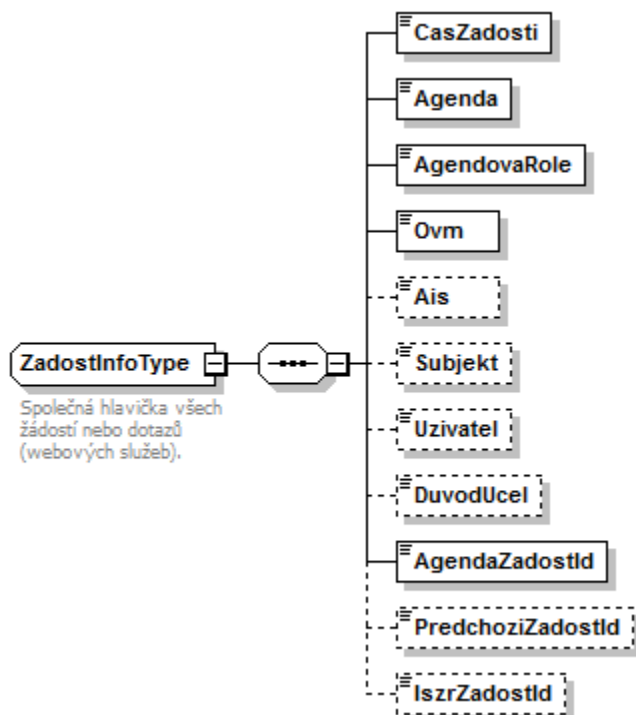 CasZadosti
Agenda
AgendovaRole
Ovm
Ais
ZadostInfoType
Společná hlavička všech
žádostí nebo dotazů
(webových služeb).
Subjekt
Uzivatel
DuvodUcel
AgendaZadostId
PredchoziZadostId
IszrZadostId